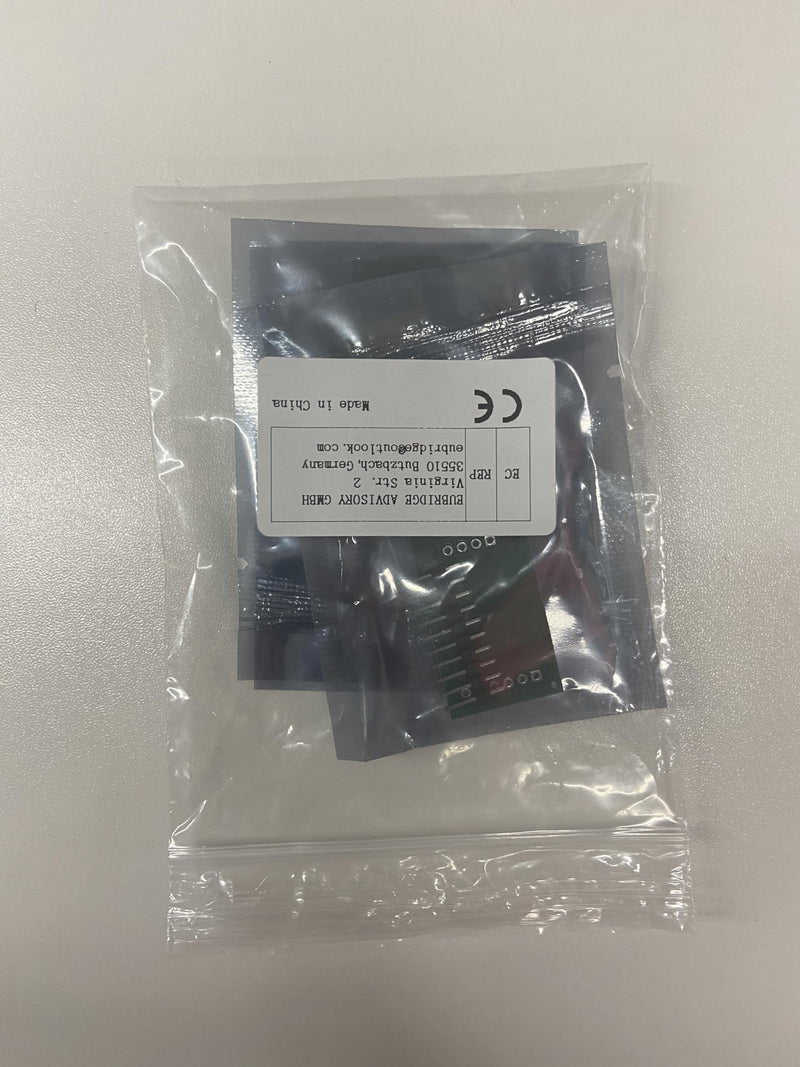 EC REP
EUBRIDGE ADVISORY GMBH
Virginia Str. 2
35510 Butzbach, Germany
eubridge@outlook.com
CE
Made in China